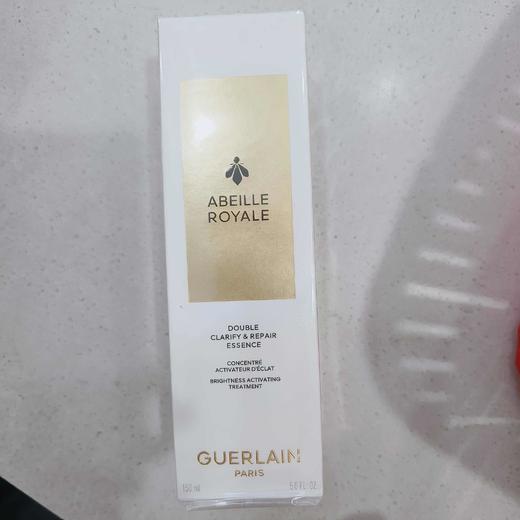 ABEILLE
ROYALE
DOUBLE
CLARIFY & REPAIR
ESSENCE
CONCENTRÉ
ACTIVATEUR D'ÉCLAT
BRIGHTNESS ACTIVATING
TREATMENT
GUERLAIN
PARIS
150 ml 5.0 FL. OZ.